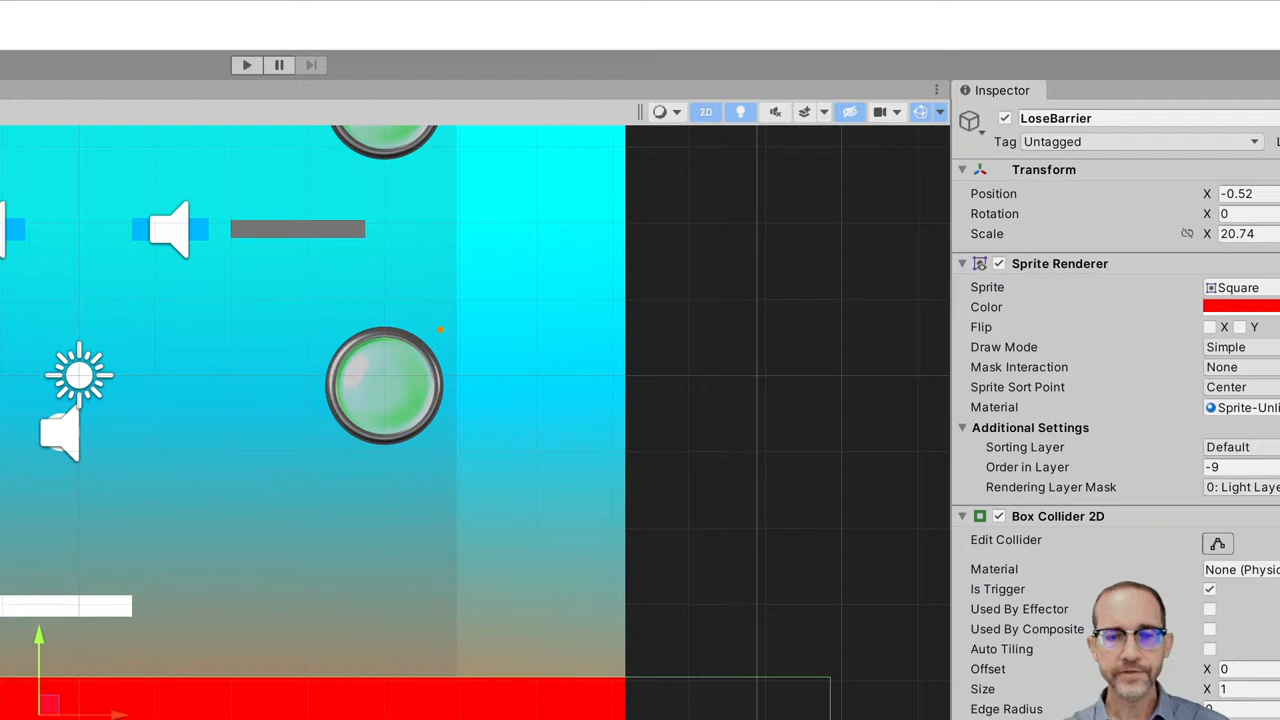 2D
Inspector
LoseBarrier
Tag Untagged
Transform
Position X -0.52
Rotation X 0
Scale X 20.74
Sprite Renderer
Sprite Square
Color
Flip X Y
Draw Mode Simple
Mask Interaction None
Sprite Sort Point Center
Material Sprite-Unli
Additional Settings
Sorting Layer Default
Order in Layer -9
Rendering Layer Mask 0: Light Laye
Box Collider 2D
Edit Collider
Material None (Physic
Is Trigger
Used By Effector
Used By Composite
Auto Tiling
Offset X 0
Size X 1
Edge Radius